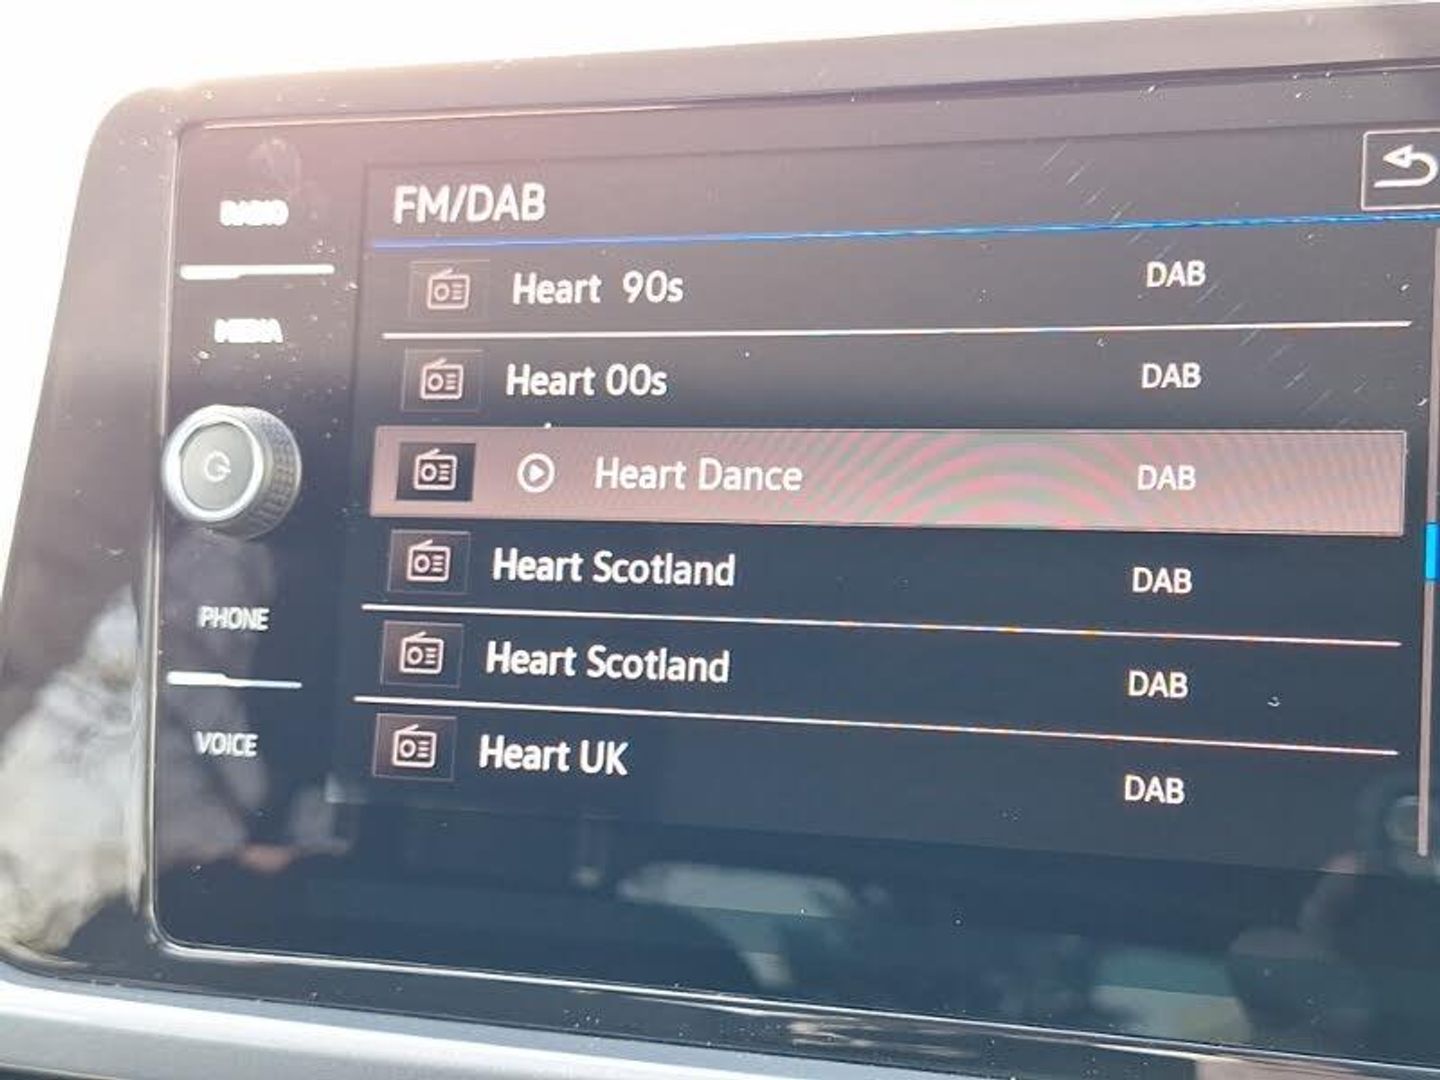 RADIO
MEDIA
PHONE
VOICE
FM/DAB
Heart 90s DAB
Heart 00s DAB
Heart Dance DAB
Heart Scotland DAB
Heart Scotland DAB
Heart UK DAB